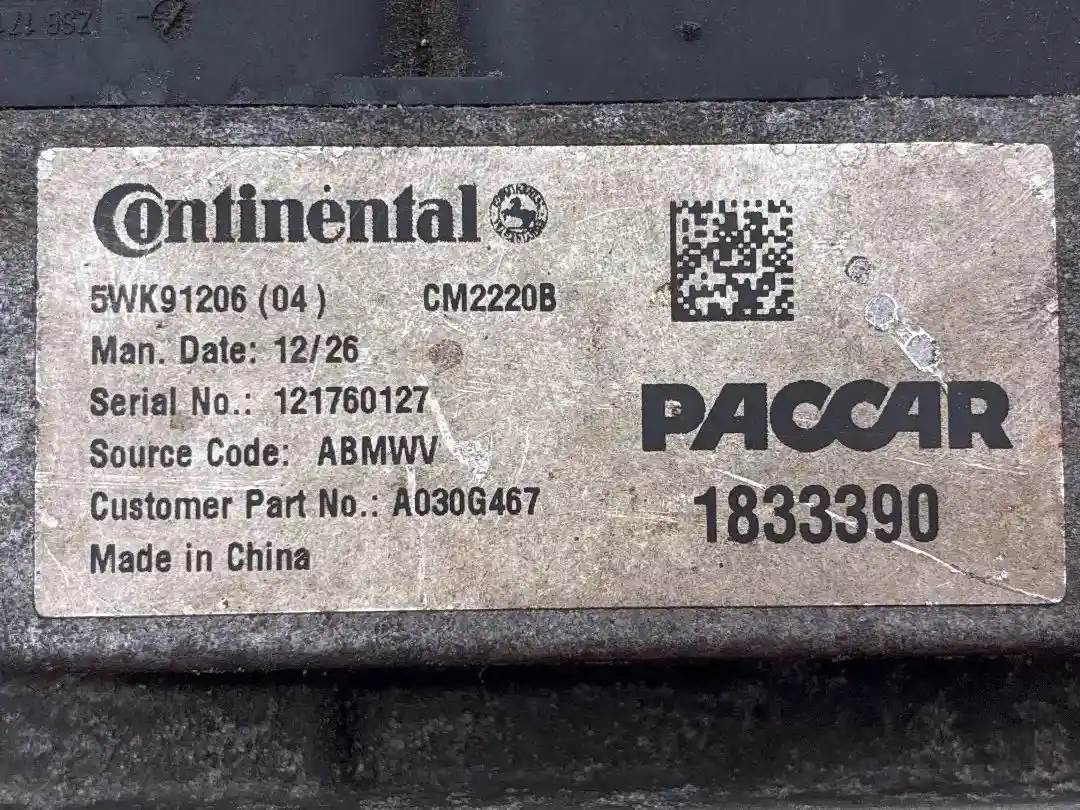 Continental
5WK91206 (04) CM2220B
Man. Date: 12/26
Serial No.: 121760127
Source Code: ABMWV
Customer Part No.: A030G467
Made in China
PACCAR
1833390